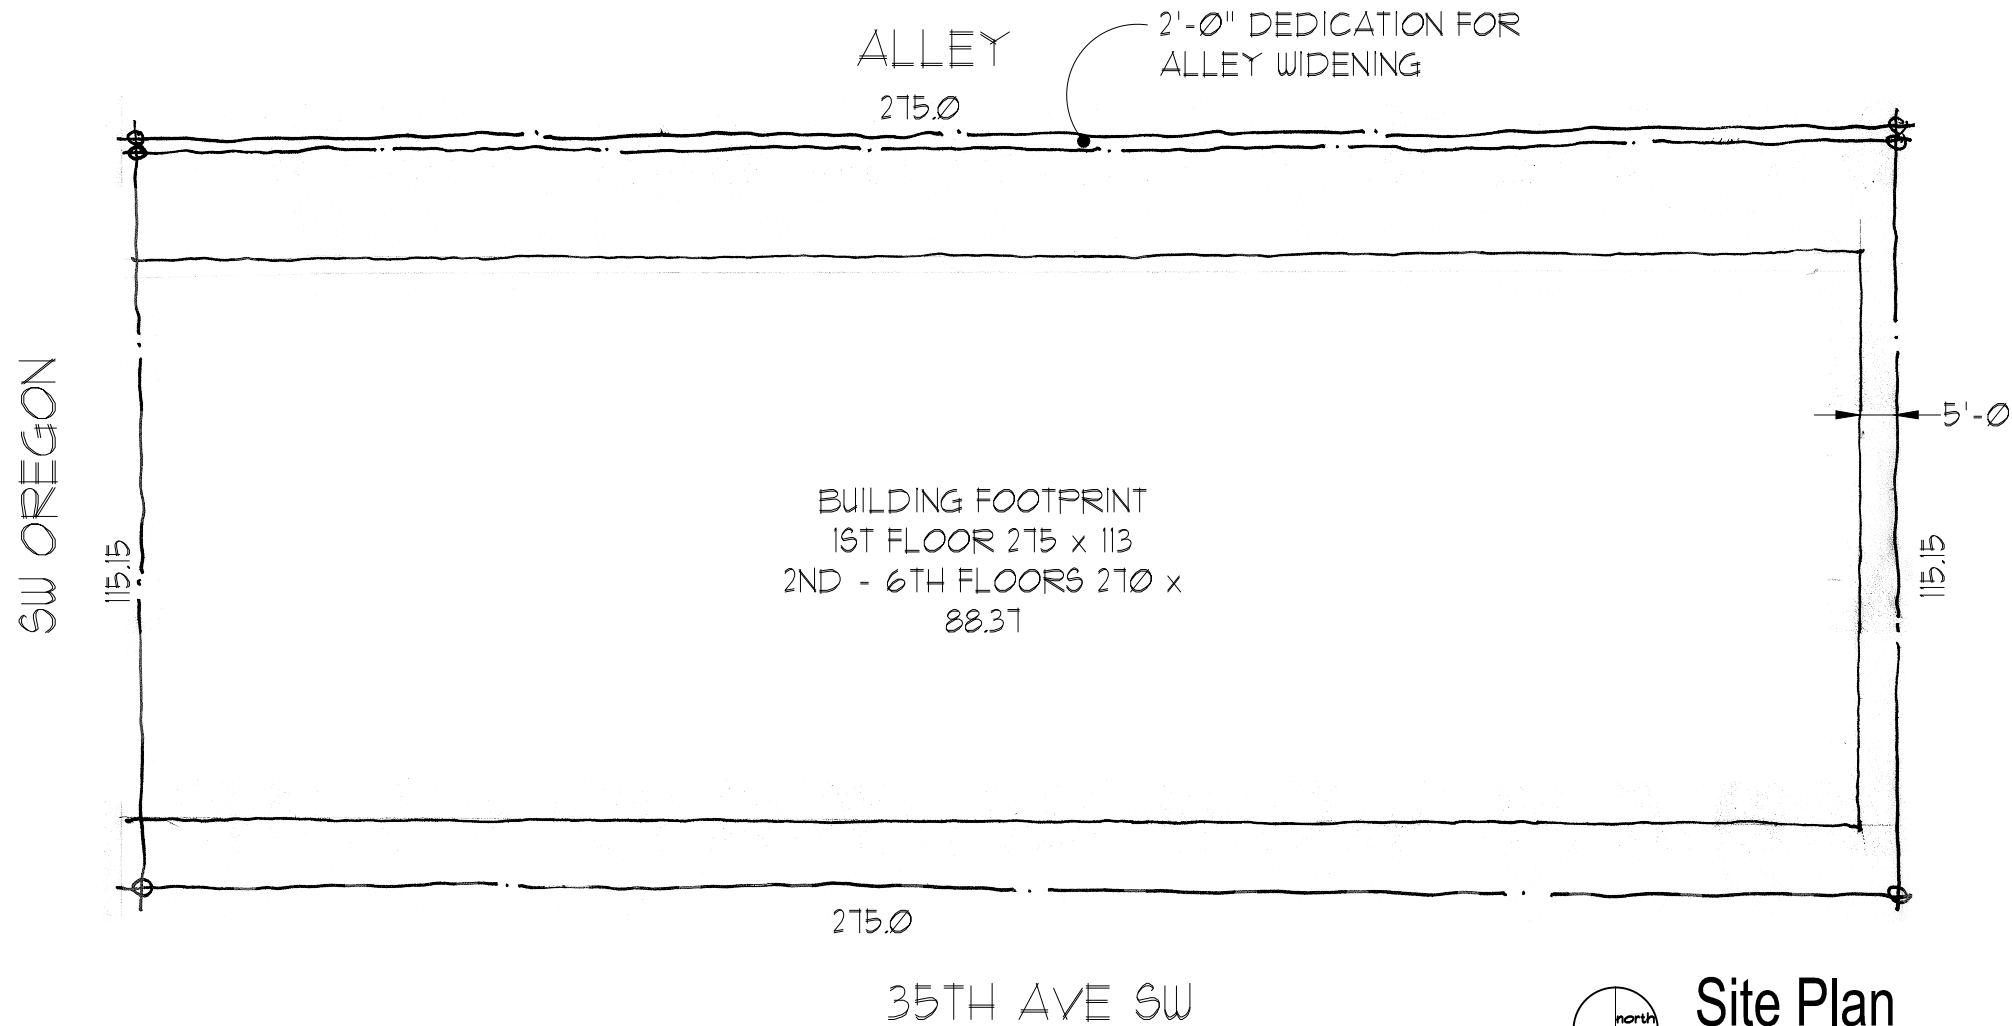 ALLEY
2'-0" DEDICATION FOR
ALLEY WIDENING
275.0
SW OREGON
115.15
5'-0
BUILDING FOOTPRINT
1ST FLOOR 275 x 113
2ND - 6TH FLOORS 270 x
88.37
115.15
275.0
35TH AVE SW
north
Site Plan